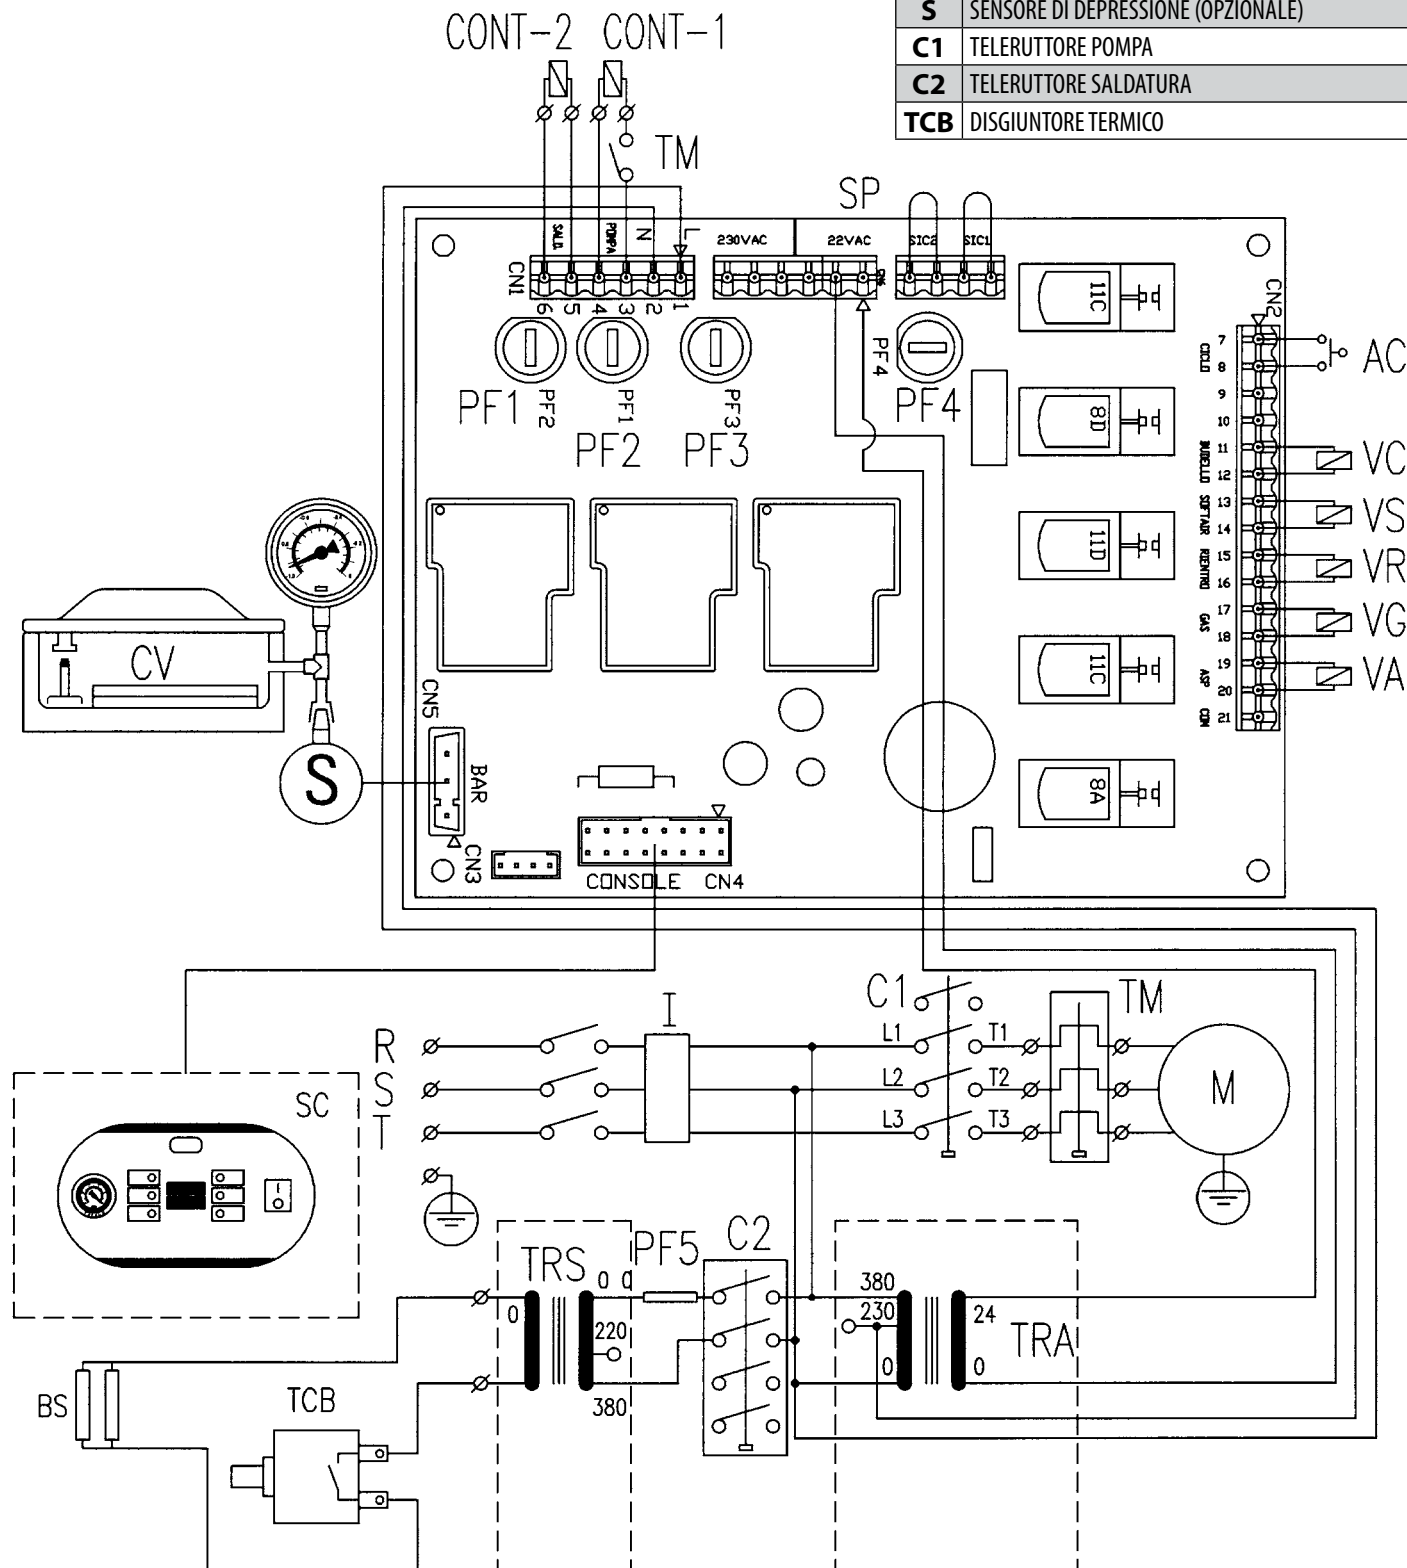 S SENSORE DI DEPRESSIONE (OPZIONALE)
C1 TELERUTTORE POMPA
C2 TELERUTTORE SALDATURA
TCB DISGIUNTORE TERMICO
CONT-2 CONT-1
TM
SP
SALD. POMPA N L 230VAC 22VAC SIC2 SIC1
CN1
6 5 4 3 2 1
PF2 PF1 PF3 PF4
PF1 PF2 PF3 PF4
11C
8D
11D
11C
8A
CN2
7
8
9
10
11
12
13
14
15
16
17
18
19
20
21
CICLO
BUDELLO
SOFTAIR
RIENTRO
GAS
ASP
COM
AC
VC
VS
VR
VG
VA
CV
S
CN5
BAR
CN3
CONSOLE CN4
C1 TM
I
R L1 T1
S L2 T2
T L3 T3
M
SC
TRS PF5 C2
0 0 0
220
380
380
230
0
24
0
TRA
BS
TCB